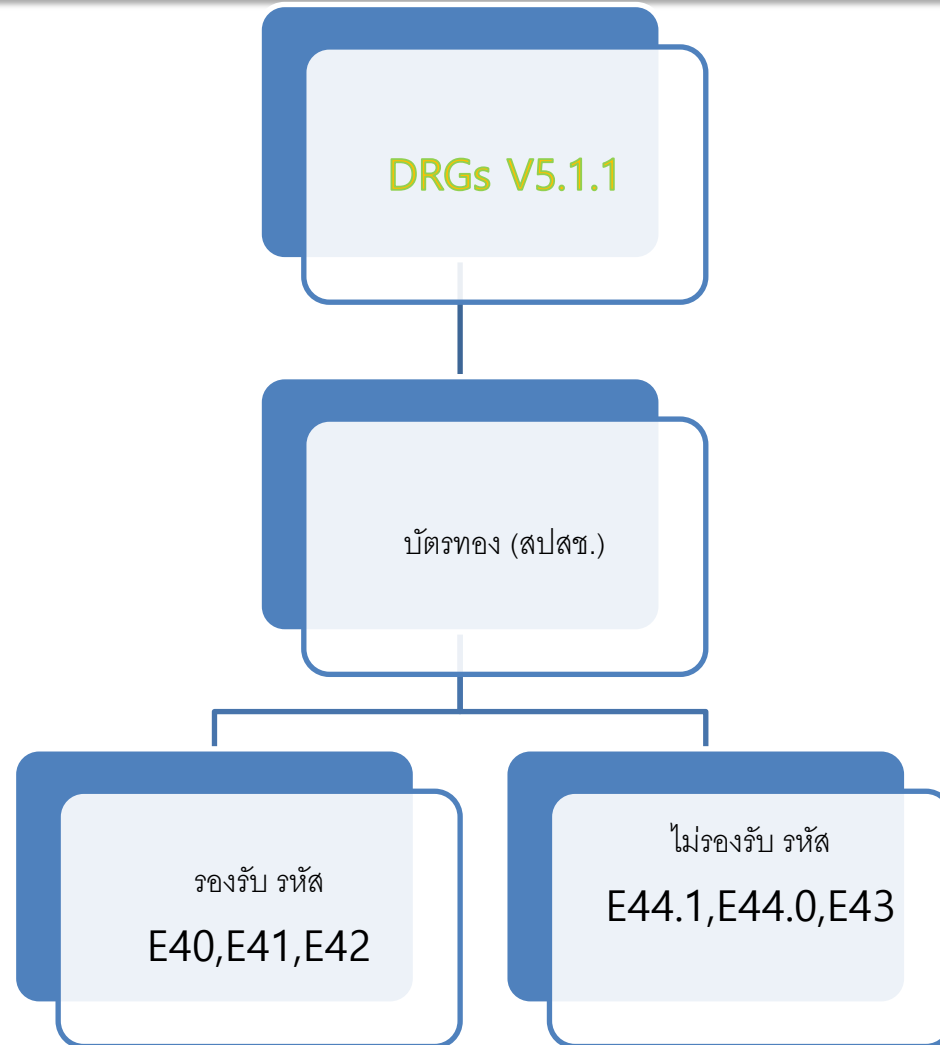 DRGs V5.1.1
บัตรทอง (สปสช.)
รองรับ รหัส
E40,E41,E42
ไม่รองรับ รหัส
E44.1,E44.0,E43